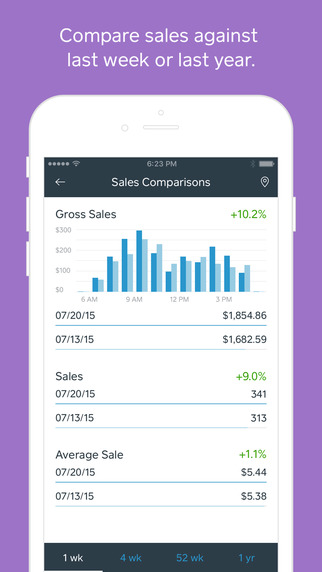 Compare sales against
last week or last year.
6:23 PM
Sales Comparisons
Gross Sales +10.2%
$300
$200
$100
$0
6 AM 9 AM 12 PM 3 PM
07/20/15 $1,854.86
07/13/15 $1,682.59
Sales +9.0%
07/20/15 341
07/13/15 313
Average Sale +1.1%
07/20/15 $5.44
07/13/15 $5.38
1 wk 4 wk 52 wk 1 yr